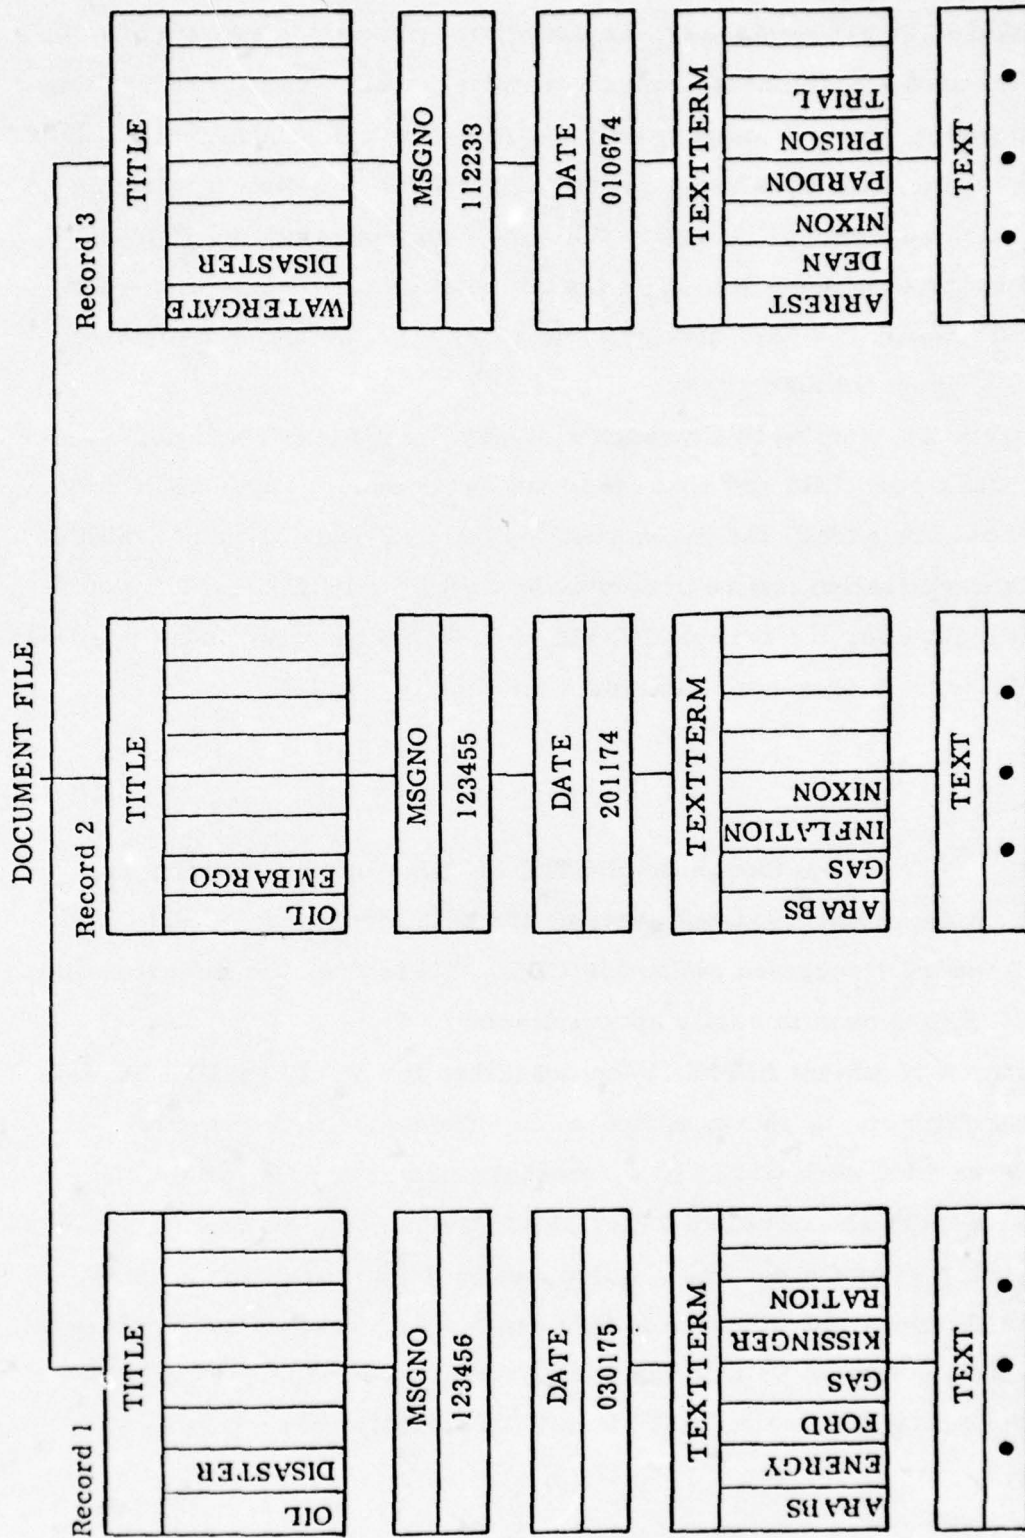 DOCUMENT FILE
Record 1
TITLE
OIL
DISASTER
MSGNO
123456
DATE
030175
TEXTTERM
ARABS
ENERGY
FORD
GAS
KISSINGER
RATION
TEXT
Record 2
TITLE
OIL
EMBARGO
MSGNO
123455
DATE
201174
TEXTTERM
ARABS
GAS
INFLATION
NIXON
TEXT
Record 3
TITLE
WATERGATE
DISASTER
MSGNO
112233
DATE
010674
TEXTTERM
ARREST
DEAN
NIXON
PARDON
PRISON
TRIAL
TEXT